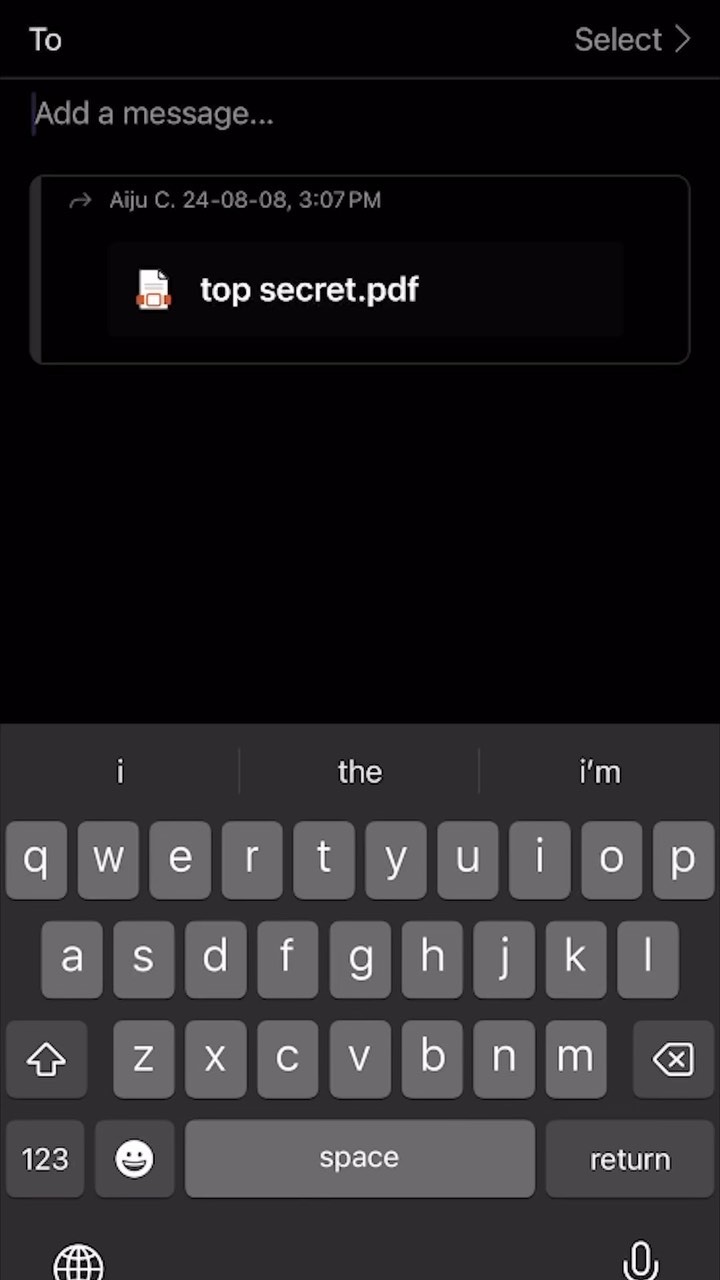 To
Select
Add a message...
Aiju C. 24-08-08, 3:07 PM
top secret.pdf
i the i'm
q w e r t y u i o p
a s d f g h j k l
z x c v b n m
123 space return